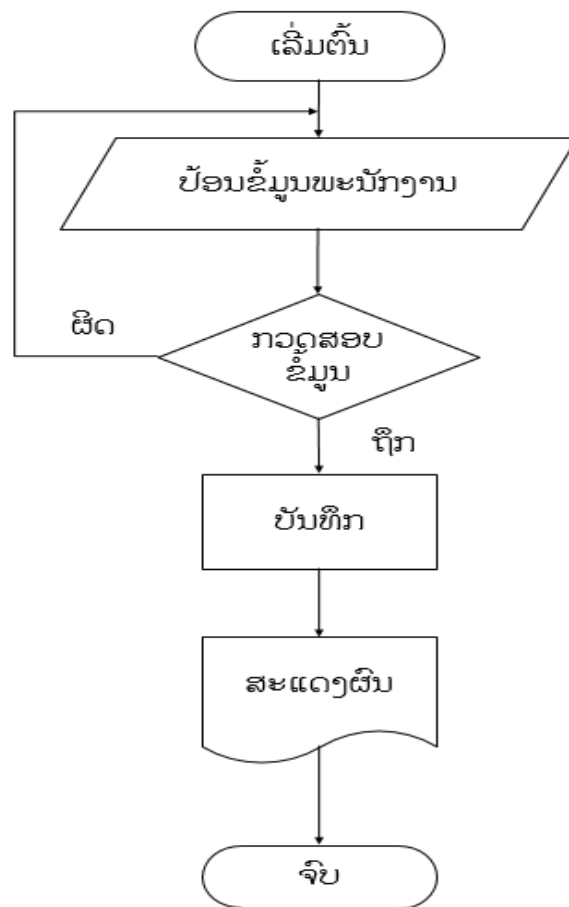 ເລີ່ມຕົ້ນ
ປ້ອນຂໍ້ມູນພະນັກງານ
ຜິດ
ກວດສອບ
ຂໍ້ມູນ
ຖືກ
ບັນທຶກ
ສະແດງຜົນ
ຈົບ